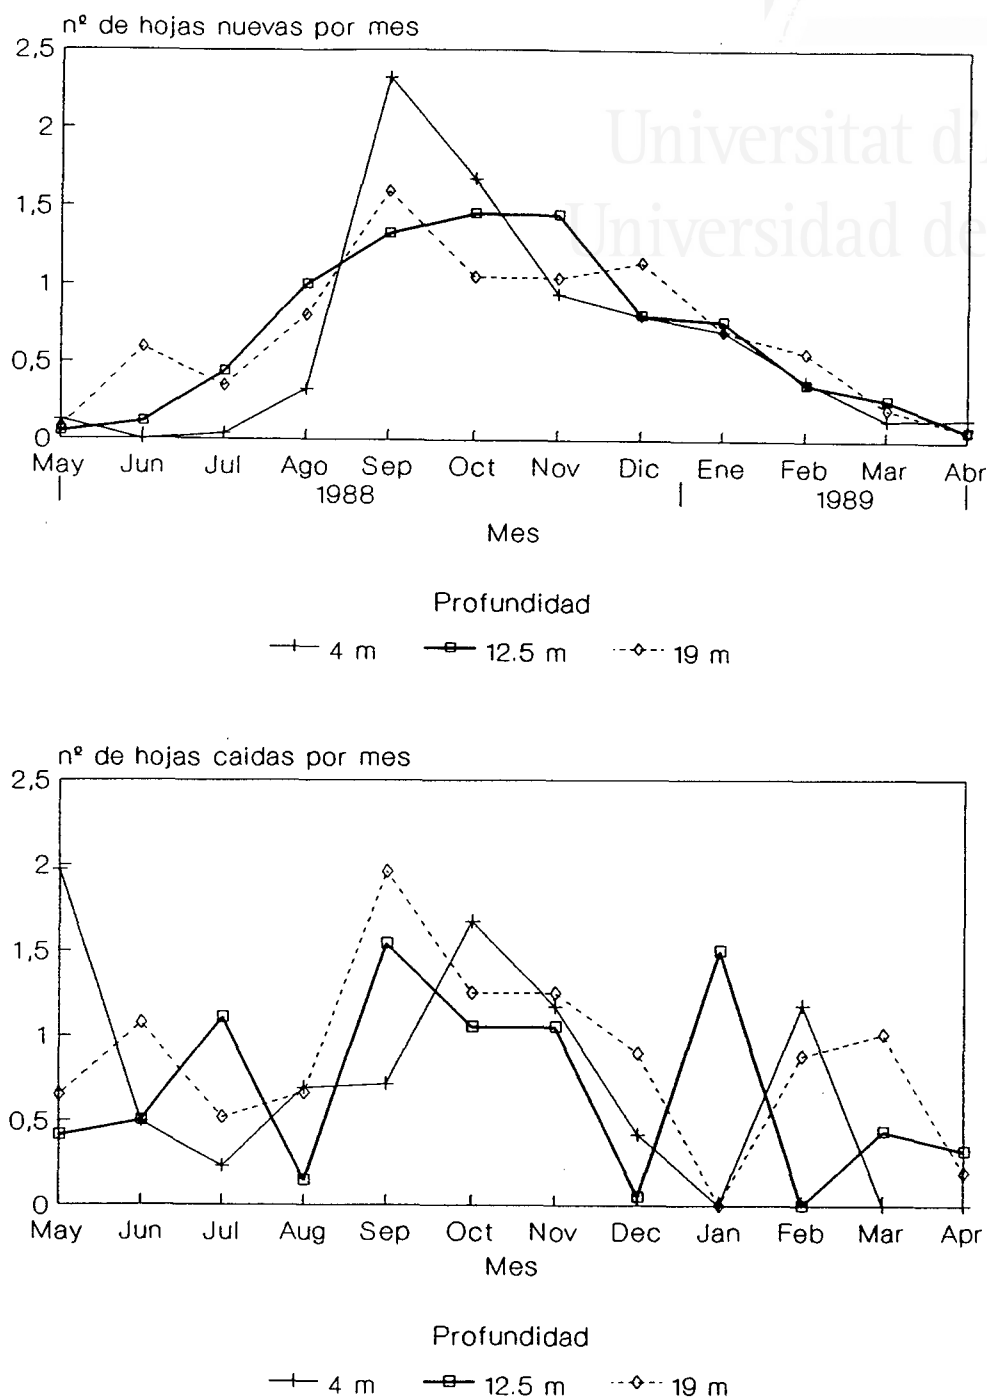 nº de hojas nuevas por mes
2,5
2
1,5
1
0,5
0
May Jun Jul Ago Sep Oct Nov Dic Ene Feb Mar Abr
1988 1989
Mes
Profundidad
4 m 12.5 m 19 m
nº de hojas caidas por mes
2,5
2
1,5
1
0,5
0
May Jun Jul Aug Sep Oct Nov Dec Jan Feb Mar Apr
Mes
Profundidad
4 m 12.5 m 19 m
Universitat d'
Universidad de